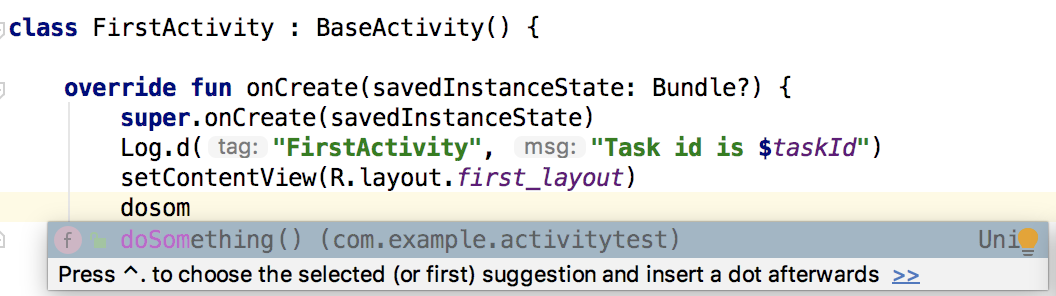 class FirstActivity : BaseActivity() {
override fun onCreate(savedInstanceState: Bundle?) {
super.onCreate(savedInstanceState)
Log.d( tag: "FirstActivity", msg: "Task id is $taskId")
setContentView(R.layout.first_layout)
dosom
f doSomething() (com.example.activitytest) Uni
Press ^. to choose the selected (or first) suggestion and insert a dot afterwards >>